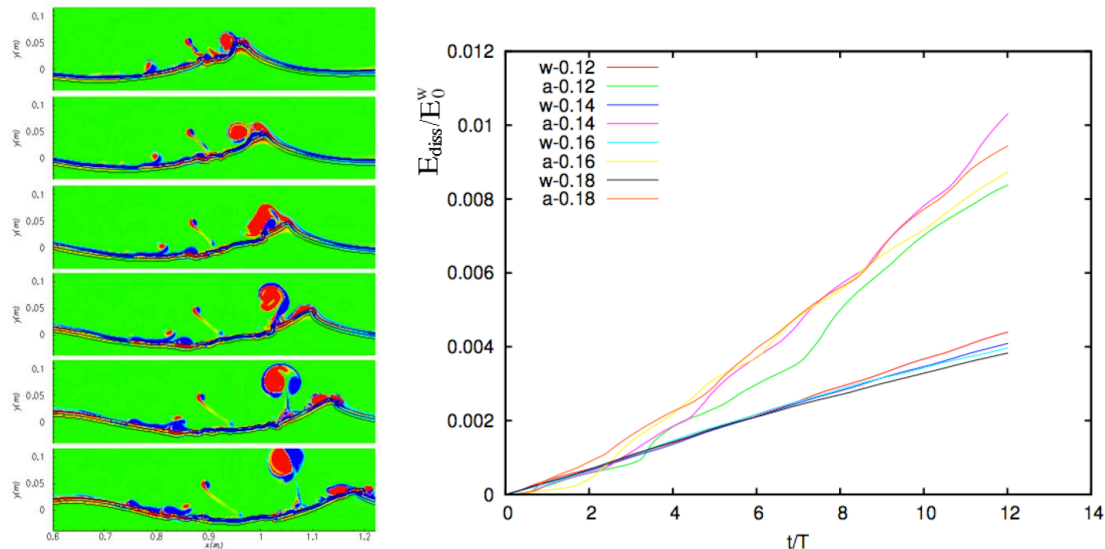 y(m)
0.1
0.05
0
y(m)
0.1
0.05
0
y(m)
0.1
0.05
0
y(m)
0.1
0.05
0
y(m)
0.1
0.05
0
y(m)
0.1
0.05
0
0.6 0.7 0.8 0.9 1 1.1 1.2
x(m)
E_diss/E_0^w
0.012
0.01
0.008
0.006
0.004
0.002
0
w-0.12
a-0.12
w-0.14
a-0.14
w-0.16
a-0.16
w-0.18
a-0.18
0 2 4 6 8 10 12 14
t/T